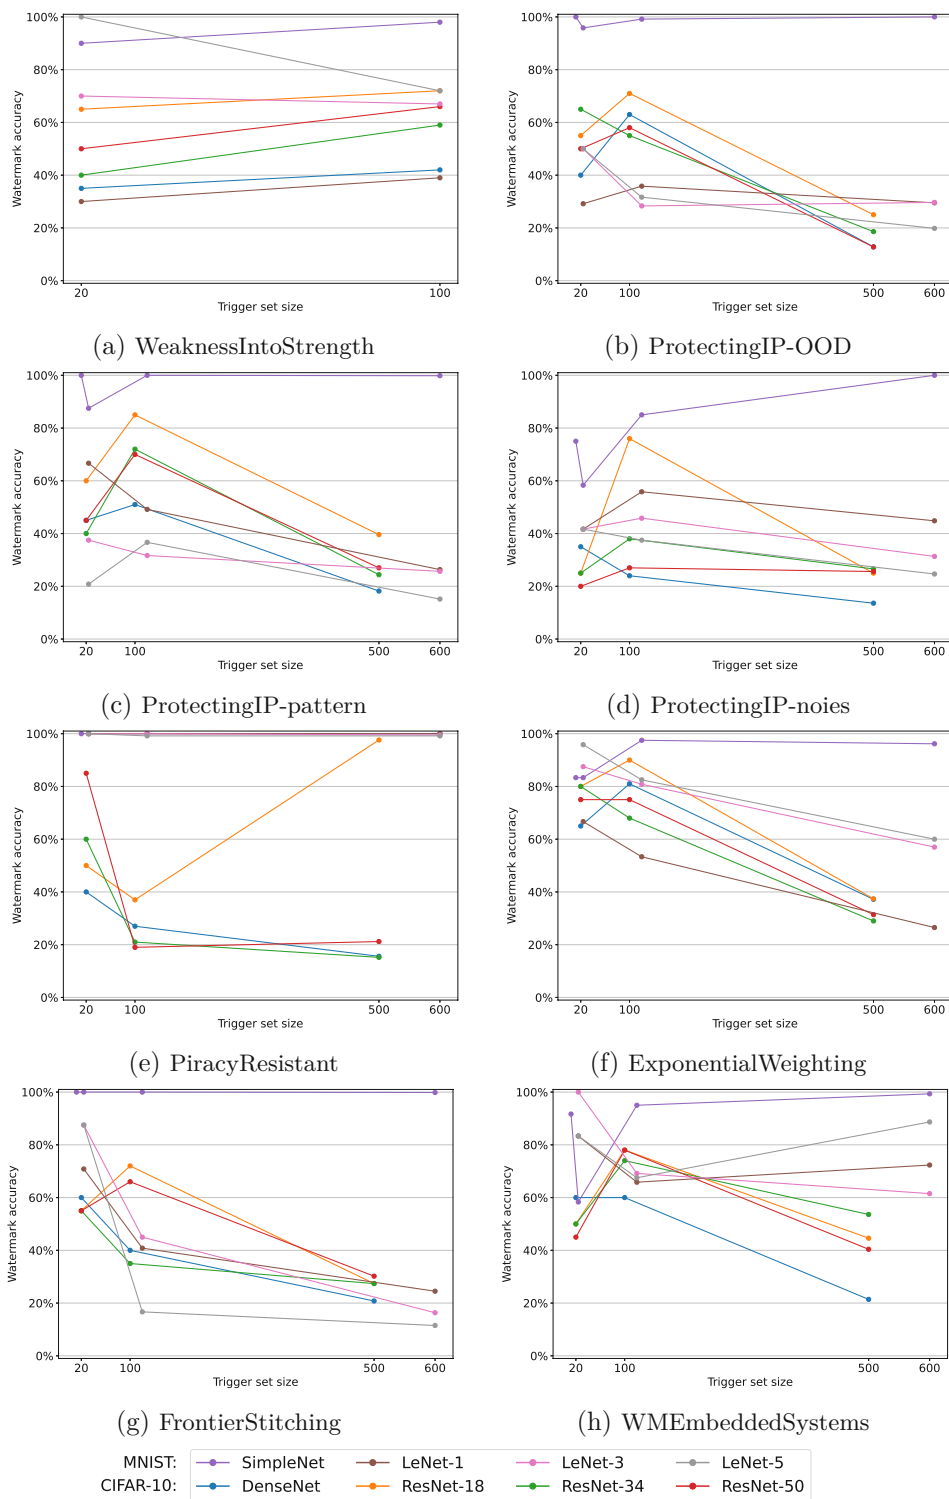 100%
80%
60%
40%
20%
0%
Watermark accuracy
20 100
Trigger set size
(a) WeaknessIntoStrength
100%
80%
60%
40%
20%
0%
Watermark accuracy
20 100 500 600
Trigger set size
(b) ProtectingIP-OOD
100%
80%
60%
40%
20%
0%
Watermark accuracy
20 100 500 600
Trigger set size
(c) ProtectingIP-pattern
100%
80%
60%
40%
20%
0%
Watermark accuracy
20 100 500 600
Trigger set size
(d) ProtectingIP-noies
100%
80%
60%
40%
20%
0%
Watermark accuracy
20 100 500 600
Trigger set size
(e) PiracyResistant
100%
80%
60%
40%
20%
0%
Watermark accuracy
20 100 500 600
Trigger set size
(f) ExponentialWeighting
100%
80%
60%
40%
20%
0%
Watermark accuracy
20 100 500 600
Trigger set size
(g) FrontierStitching
100%
80%
60%
40%
20%
0%
Watermark accuracy
20 100 500 600
Trigger set size
(h) WMEmbeddedSystems
MNIST: SimpleNet LeNet-1 LeNet-3 LeNet-5
CIFAR-10: DenseNet ResNet-18 ResNet-34 ResNet-50